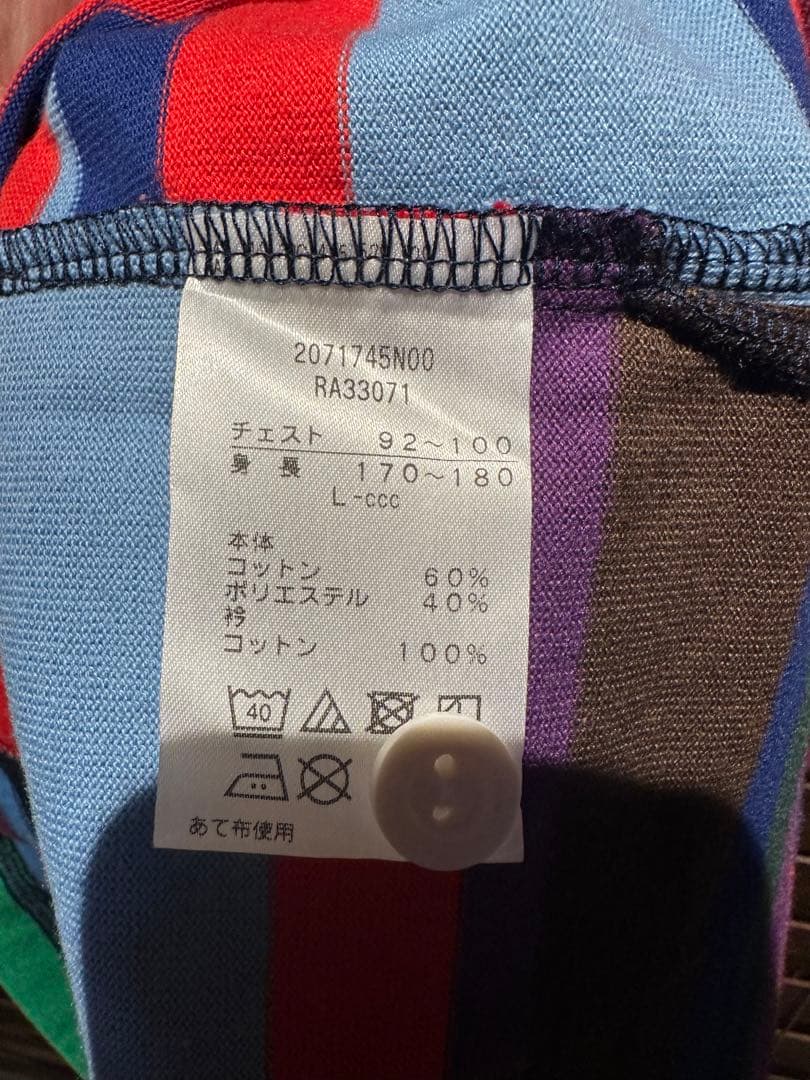 2071745N00
RA33071
チェスト 92～100
身長 170～180
L-ccc
本体
コットン 60%
ポリエステル 40%
衿
コットン 100%
40
あて布使用